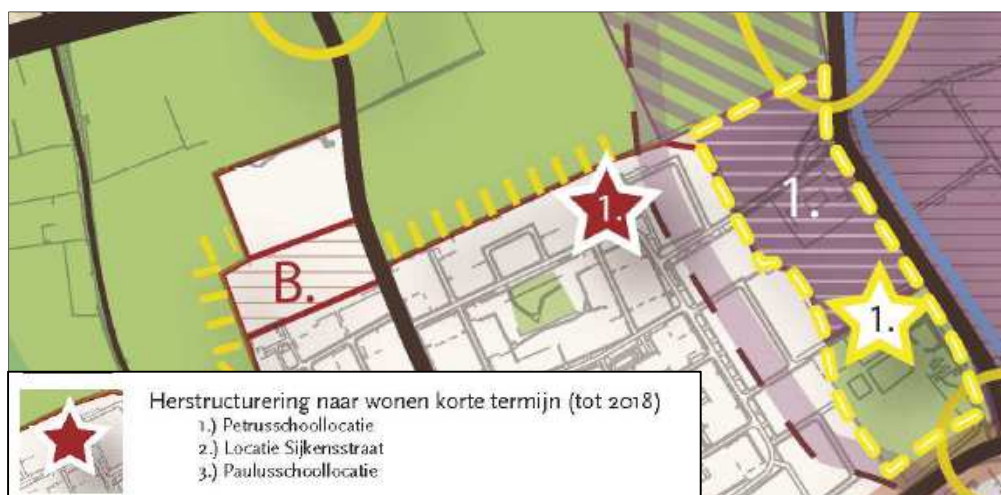 1.
1.
B.
1.
Herstructurering naar wonen korte termijn (tot 2018)
1.) Petrusschoollocatie
2.) Locatie Sijkensstraat
3.) Paulusschoollocatie